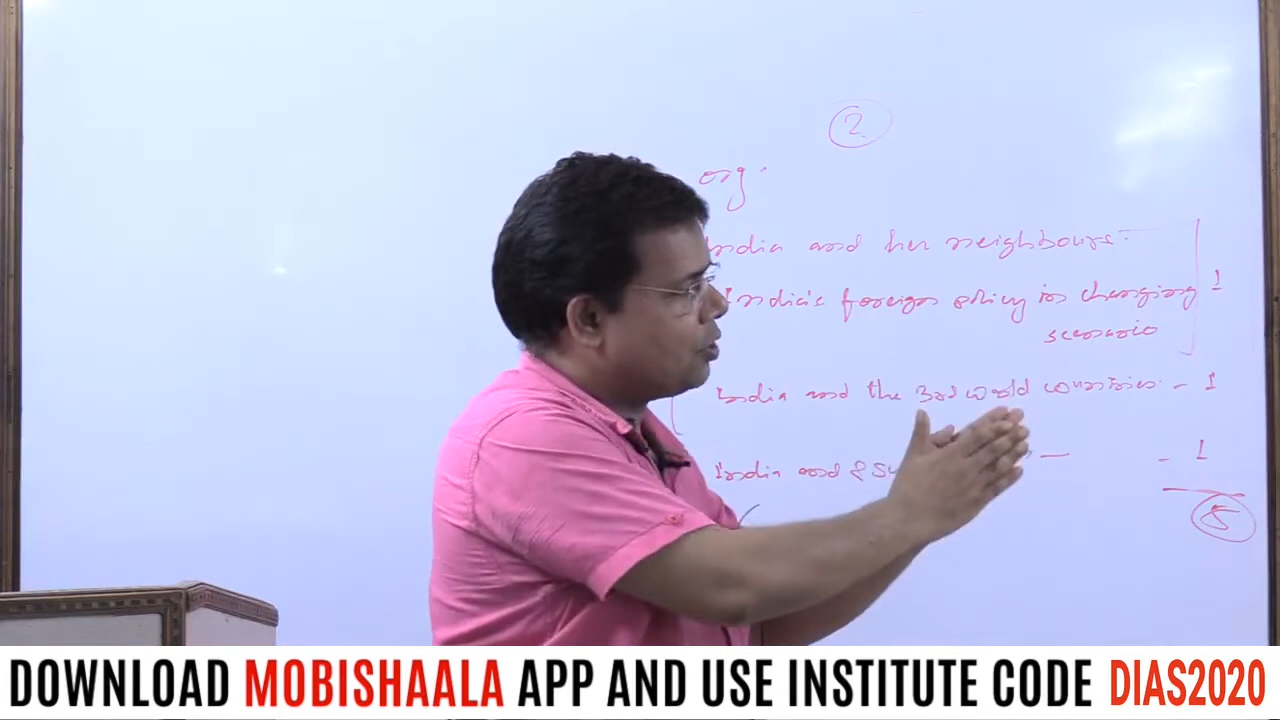 2
org.
India and her neighbours -
India's foreign policy in changing 1
scenario
India and the 3rd world countries - 1
India and - 1
5
DOWNLOAD MOBISHAALA APP AND USE INSTITUTE CODE DIAS2020